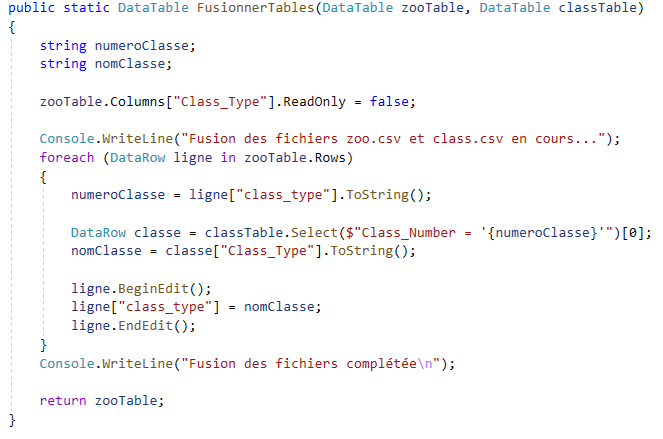 public static DataTable FusionnerTables(DataTable zooTable, DataTable classTable)
{
    string numeroClasse;
    string nomClasse;

    zooTable.Columns["Class_Type"].ReadOnly = false;

    Console.WriteLine("Fusion des fichiers zoo.csv et class.csv en cours...");
    foreach (DataRow ligne in zooTable.Rows)
    {
        numeroClasse = ligne["class_type"].ToString();

        DataRow classe = classTable.Select($"Class_Number = '{numeroClasse}'")[0];
        nomClasse = classe["Class_Type"].ToString();

        ligne.BeginEdit();
        ligne["class_type"] = nomClasse;
        ligne.EndEdit();
    }
    Console.WriteLine("Fusion des fichiers complétée\n");

    return zooTable;
}